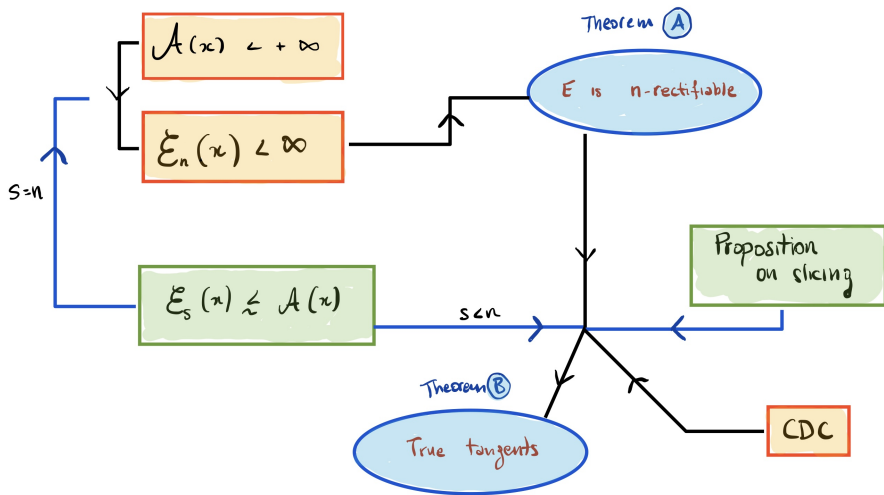 Theorem A
𝒜(x) < +∞
E is n-rectifiable
ℰₙ(x) < ∞
s=n
Proposition
on slicing
ℰₛ(x) ≲ 𝒜(x)
s<n
Theorem B
True tangents
CDC